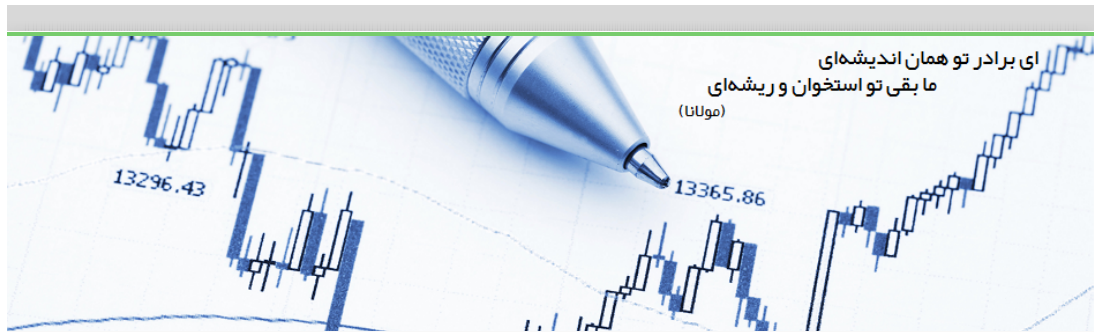 ای برادر تو همان اندیشه‌ای
ما بقی تو استخوان و ریشه‌ای
(مولانا)
13296.43
13365.86